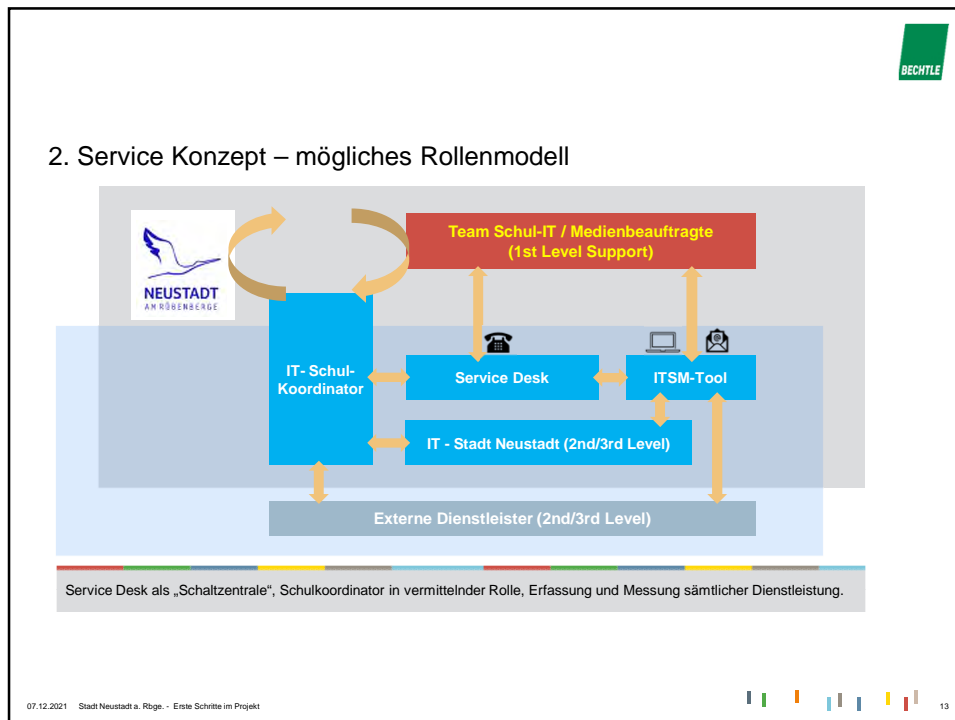 BECHTLE
2. Service Konzept – mögliches Rollenmodell
NEUSTADT
AM RÜBENBERGE
Team Schul-IT / Medienbeauftragte
(1st Level Support)
IT- Schul-
Koordinator
Service Desk
ITSM-Tool
IT - Stadt Neustadt (2nd/3rd Level)
Externe Dienstleister (2nd/3rd Level)
Service Desk als „Schaltzentrale“, Schulkoordinator in vermittelnder Rolle, Erfassung und Messung sämtlicher Dienstleistung.
07.12.2021 Stadt Neustadt a. Rbge. - Erste Schritte im Projekt
13